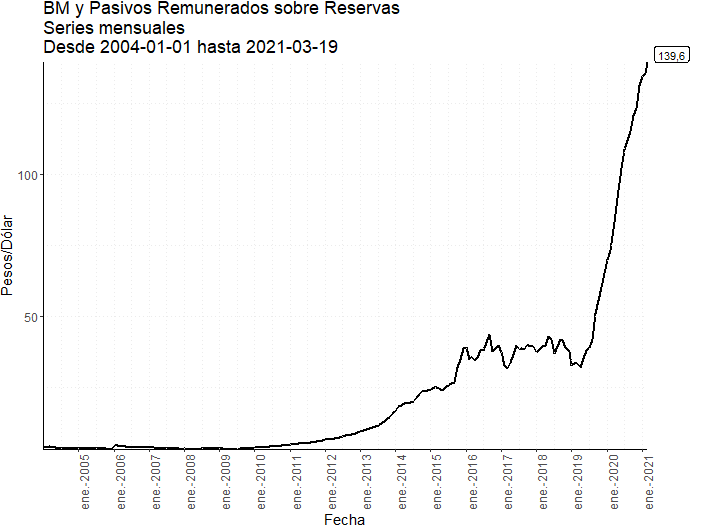 BM y Pasivos Remunerados sobre Reservas
Series mensuales
Desde 2004-01-01 hasta 2021-03-19
139,6
100
50
Pesos/Dólar
ene.-2005
ene.-2006
ene.-2007
ene.-2008
ene.-2009
ene.-2010
ene.-2011
ene.-2012
ene.-2013
ene.-2014
ene.-2015
ene.-2016
ene.-2017
ene.-2018
ene.-2019
ene.-2020
ene.-2021
Fecha